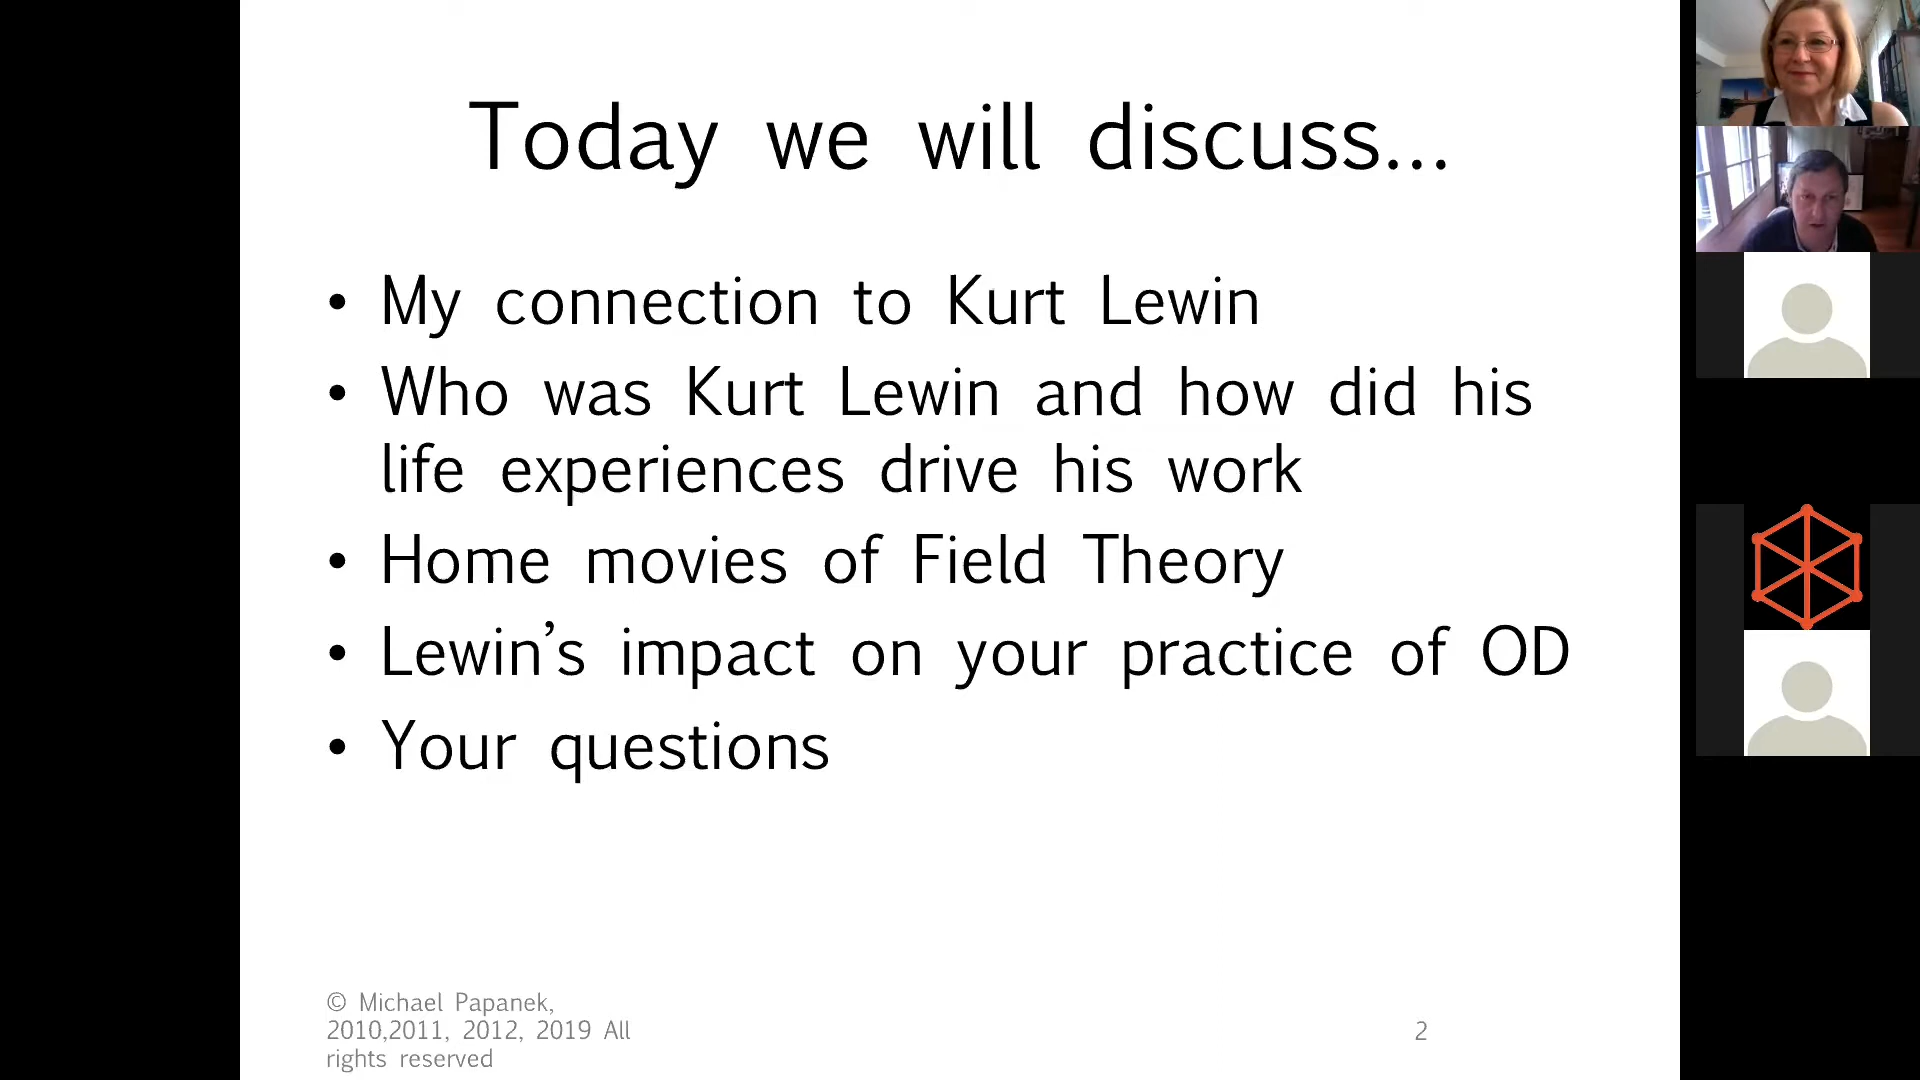 Today we will discuss...
• My connection to Kurt Lewin
• Who was Kurt Lewin and how did his
life experiences drive his work
• Home movies of Field Theory
• Lewin’s impact on your practice of OD
• Your questions
© Michael Papanek,
2010,2011, 2012, 2019 All
rights reserved
2